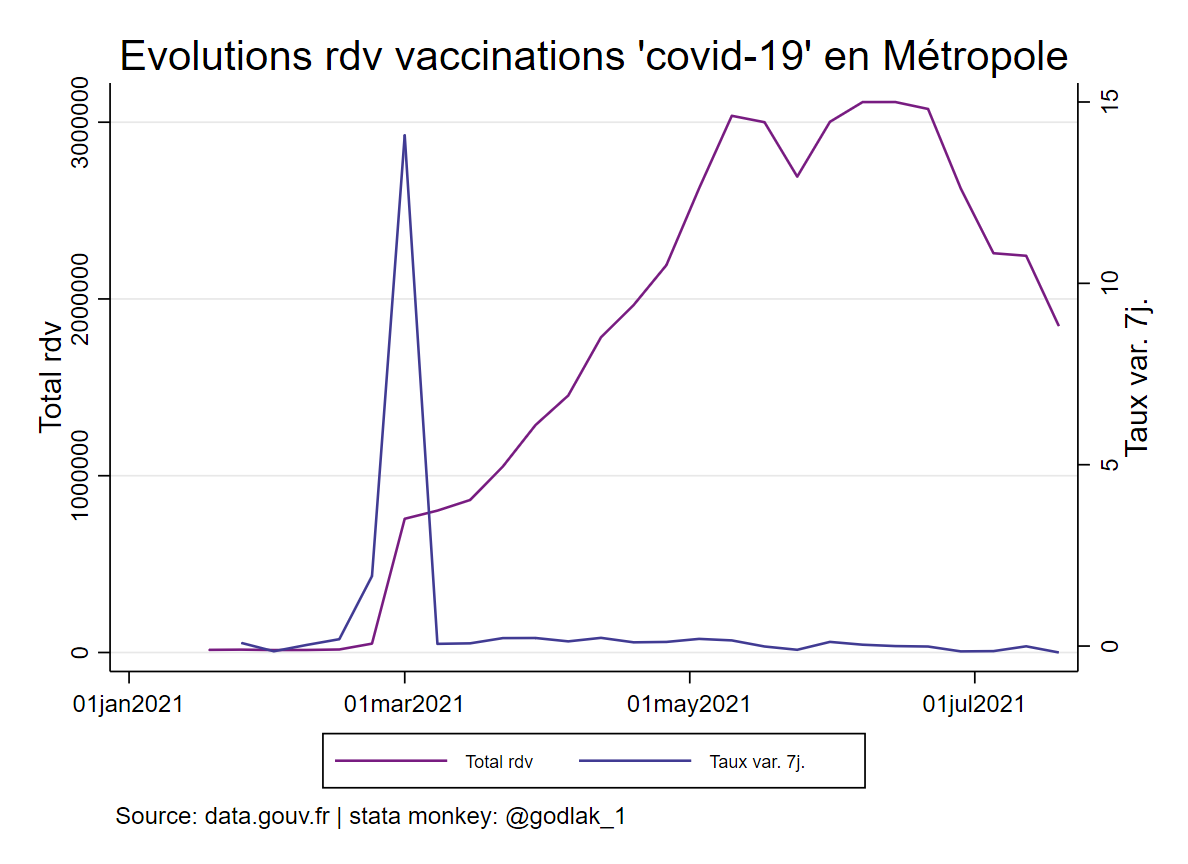 Evolutions rdv vaccinations 'covid-19' en Métropole
Total rdv
3000000
2000000
1000000
0
15
10
5
0
Taux var. 7j.
01jan2021 01mar2021 01may2021 01jul2021
Total rdv Taux var. 7j.
Source: data.gouv.fr | stata monkey: @godlak_1